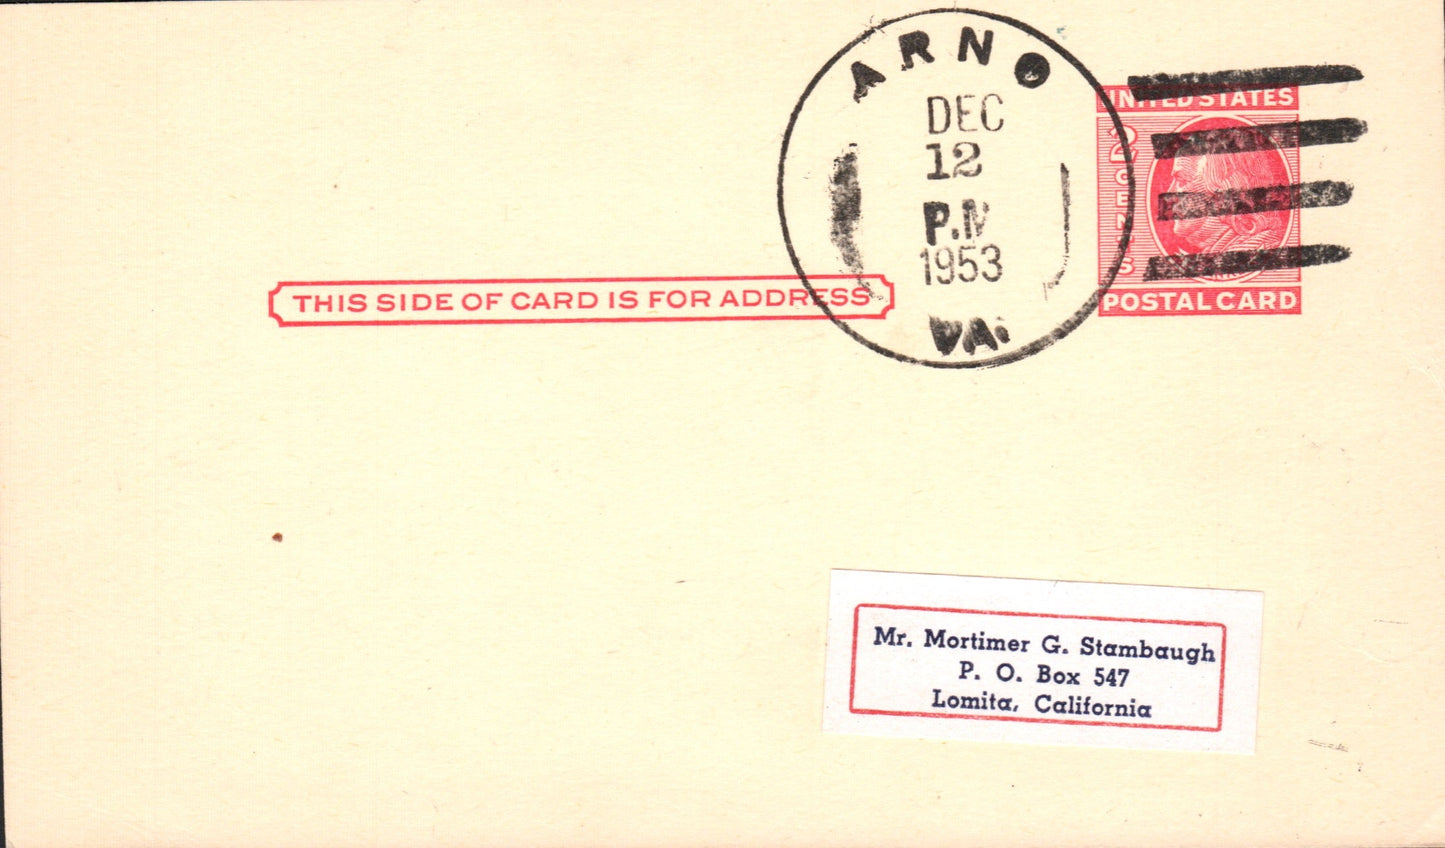 ARNO
DEC
12
P.M
1953
VA.
UNITED STATES
2 CENTS
POSTAL CARD
THIS SIDE OF CARD IS FOR ADDRESS
Mr. Mortimer G. Stambaugh
P. O. Box 547
Lomita, California